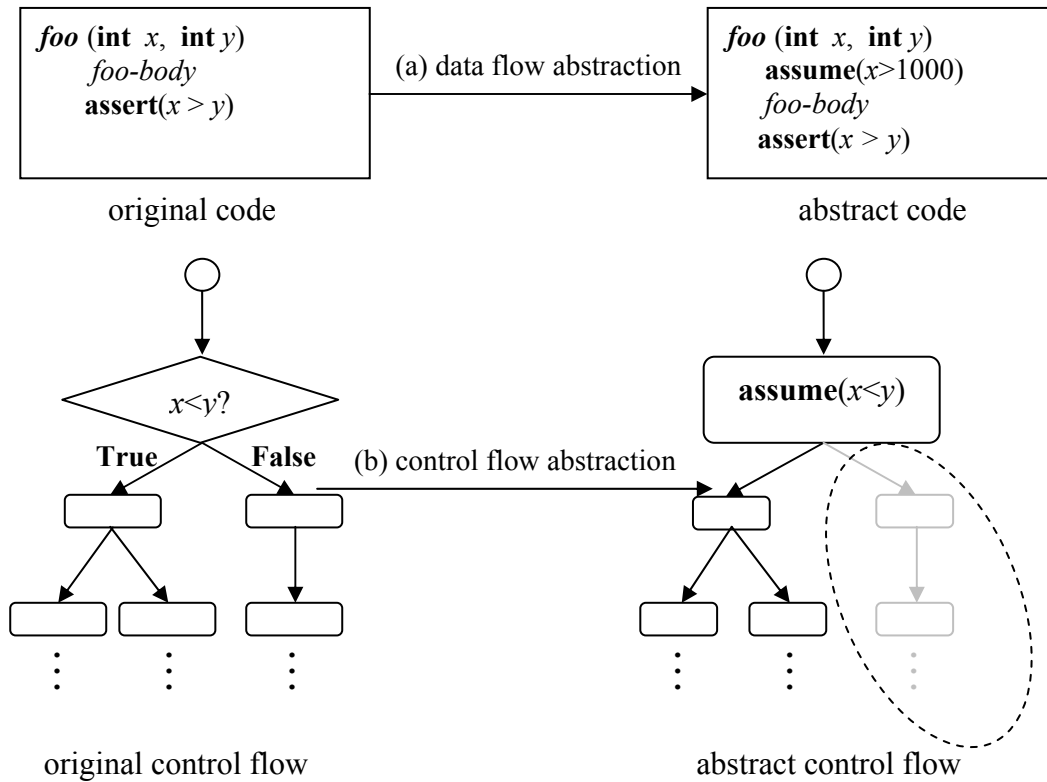 foo (int x, int y)
foo-body
assert(x > y)
(a) data flow abstraction
foo (int x, int y)
assume(x>1000)
foo-body
assert(x > y)
original code
abstract code
x<y?
assume(x<y)
True
False
(b) control flow abstraction
original control flow
abstract control flow